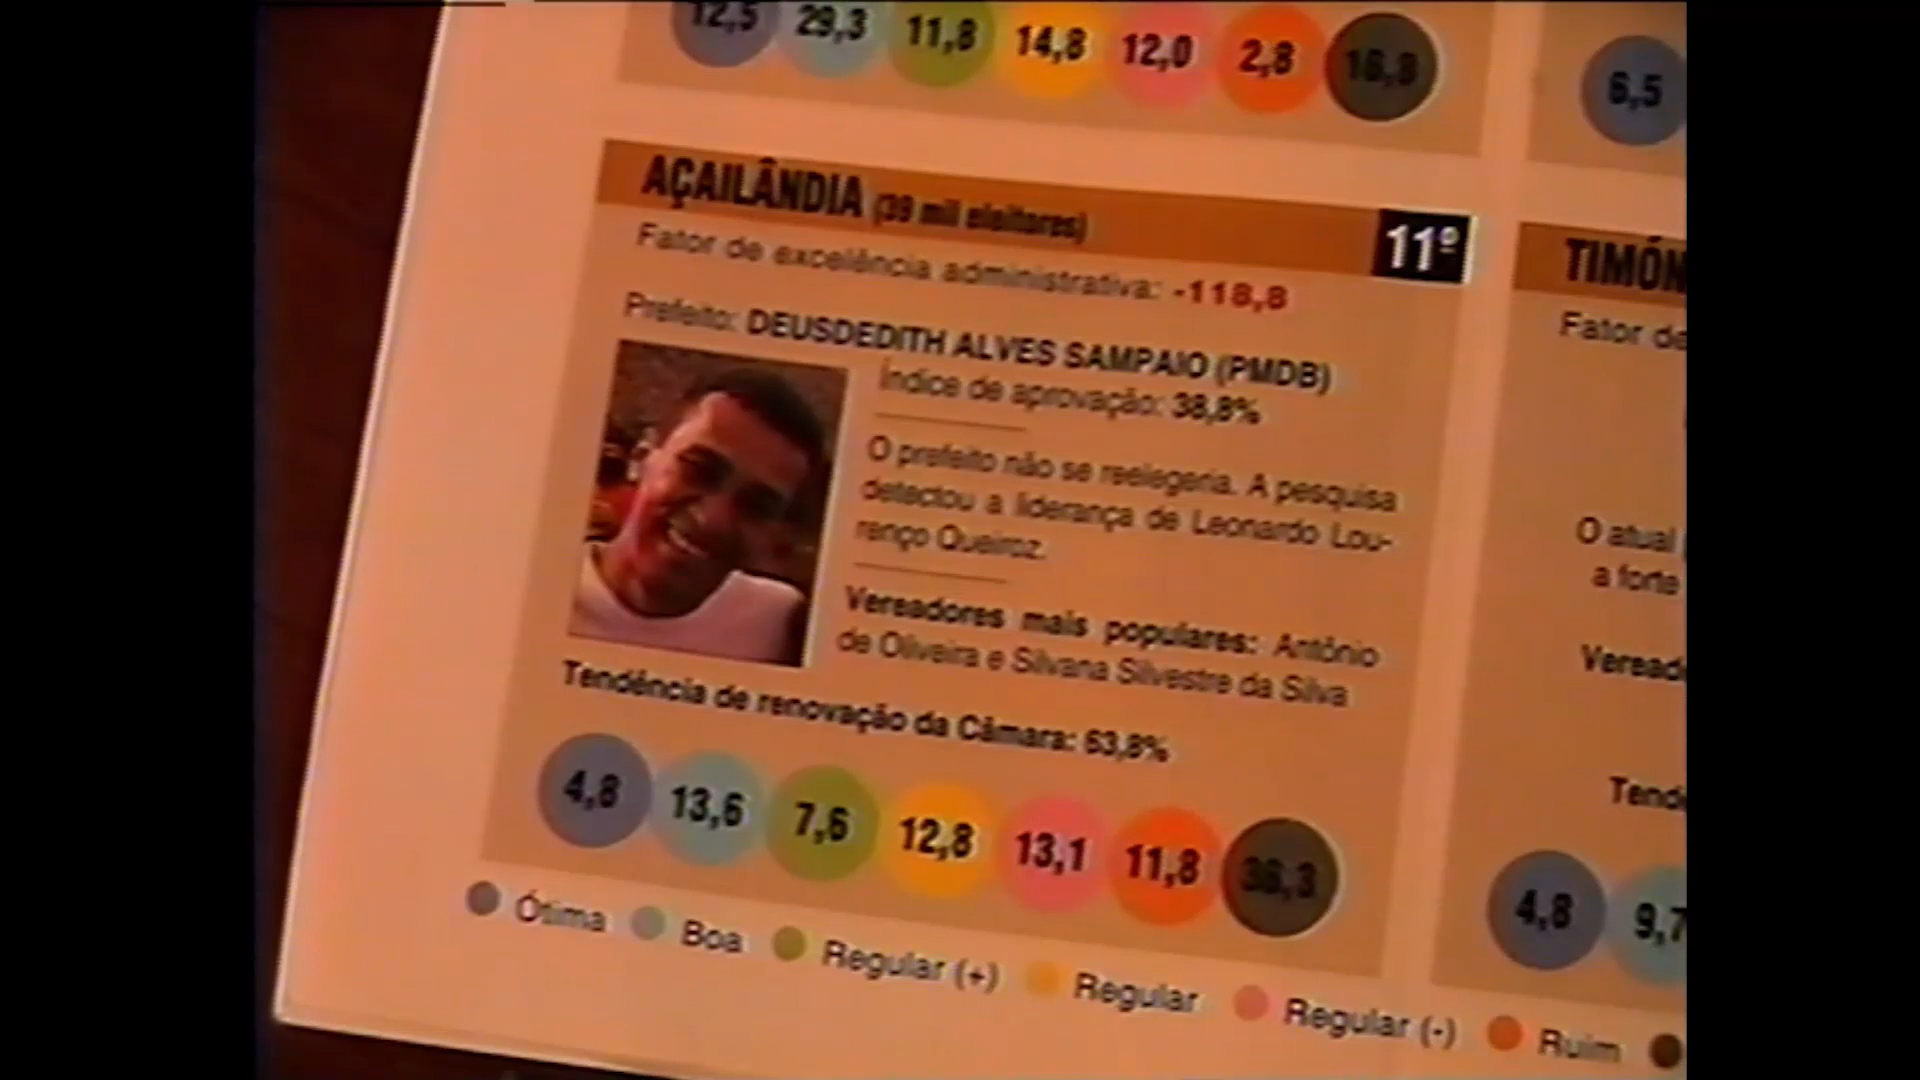 12,5 29,3 11,8 14,8 12,0 2,8 16,8
6,5
AÇAILÂNDIA (39 mil eleitores) 11º
Fator de excelência administrativa: -118,8
Prefeito: DEUSDEDITH ALVES SAMPAIO (PMDB)
Índice de aprovação: 38,8%
O prefeito não se reelegeria. A pesquisa
detectou a liderança de Leonardo Lou-
renço Queiroz.
Vereadores mais populares: Antônio
de Oliveira e Silvana Silvestre da Silva
Tendência de renovação da Câmara: 63,8%
4,8 13,6 7,6 12,8 13,1 11,8 36,3
TIMON
Fator de
O atual
a forte
Veread
Tend
4,8 9,7
Ótima Boa Regular (+) Regular Regular (-) Ruim